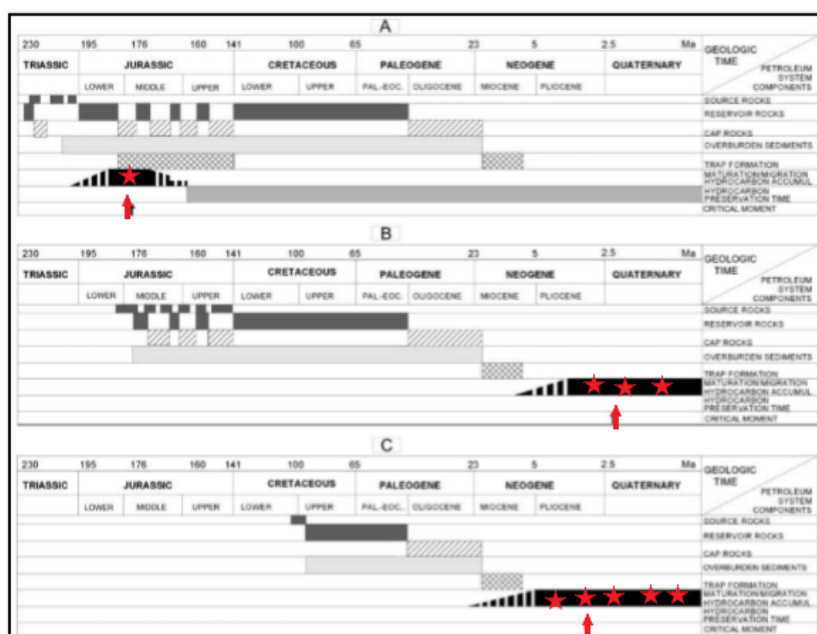 A
230 195 176 160 141 100 65 23 5 2.5 Ma
GEOLOGIC TIME
TRIASSIC JURASSIC CRETACEOUS PALEOGENE NEOGENE QUATERNARY
PETROLEUM SYSTEM COMPONENTS
LOWER MIDDLE UPPER LOWER UPPER PAL-EOC. OLIGOCENE MIOCENE PLIOCENE
SOURCE ROCKS
RESERVOIR ROCKS
CAP ROCKS
OVERBURDEN SEDIMENTS
TRAP FORMATION
MATURATION/MIGRATION
HYDROCARBON ACCUMUL
HYDROCARBON
PRESERVATION TIME
CRITICAL MOMENT
B
230 195 176 160 141 100 65 23 5 2.5 Ma
GEOLOGIC TIME
TRIASSIC JURASSIC CRETACEOUS PALEOGENE NEOGENE QUATERNARY
PETROLEUM SYSTEM COMPONENTS
LOWER MIDDLE UPPER LOWER UPPER PAL-EOC. OLIGOCENE MIOCENE PLIOCENE
SOURCE ROCKS
RESERVOIR ROCKS
CAP ROCKS
OVERBURDEN SEDIMENTS
TRAP FORMATION
MATURATION/MIGRATION
HYDROCARBON ACCUMUL
HYDROCARBON
PRESERVATION TIME
CRITICAL MOMENT
C
230 195 176 160 141 100 65 23 5 2.5 Ma
GEOLOGIC TIME
TRIASSIC JURASSIC CRETACEOUS PALEOGENE NEOGENE QUATERNARY
PETROLEUM SYSTEM COMPONENTS
LOWER MIDDLE UPPER LOWER UPPER PAL-EOC. OLIGOCENE MIOCENE PLIOCENE
SOURCE ROCKS
RESERVOIR ROCKS
CAP ROCKS
OVERBURDEN SEDIMENTS
TRAP FORMATION
MATURATION/MIGRATION
HYDROCARBON ACCUMUL
HYDROCARBON
PRESERVATION TIME
CRITICAL MOMENT